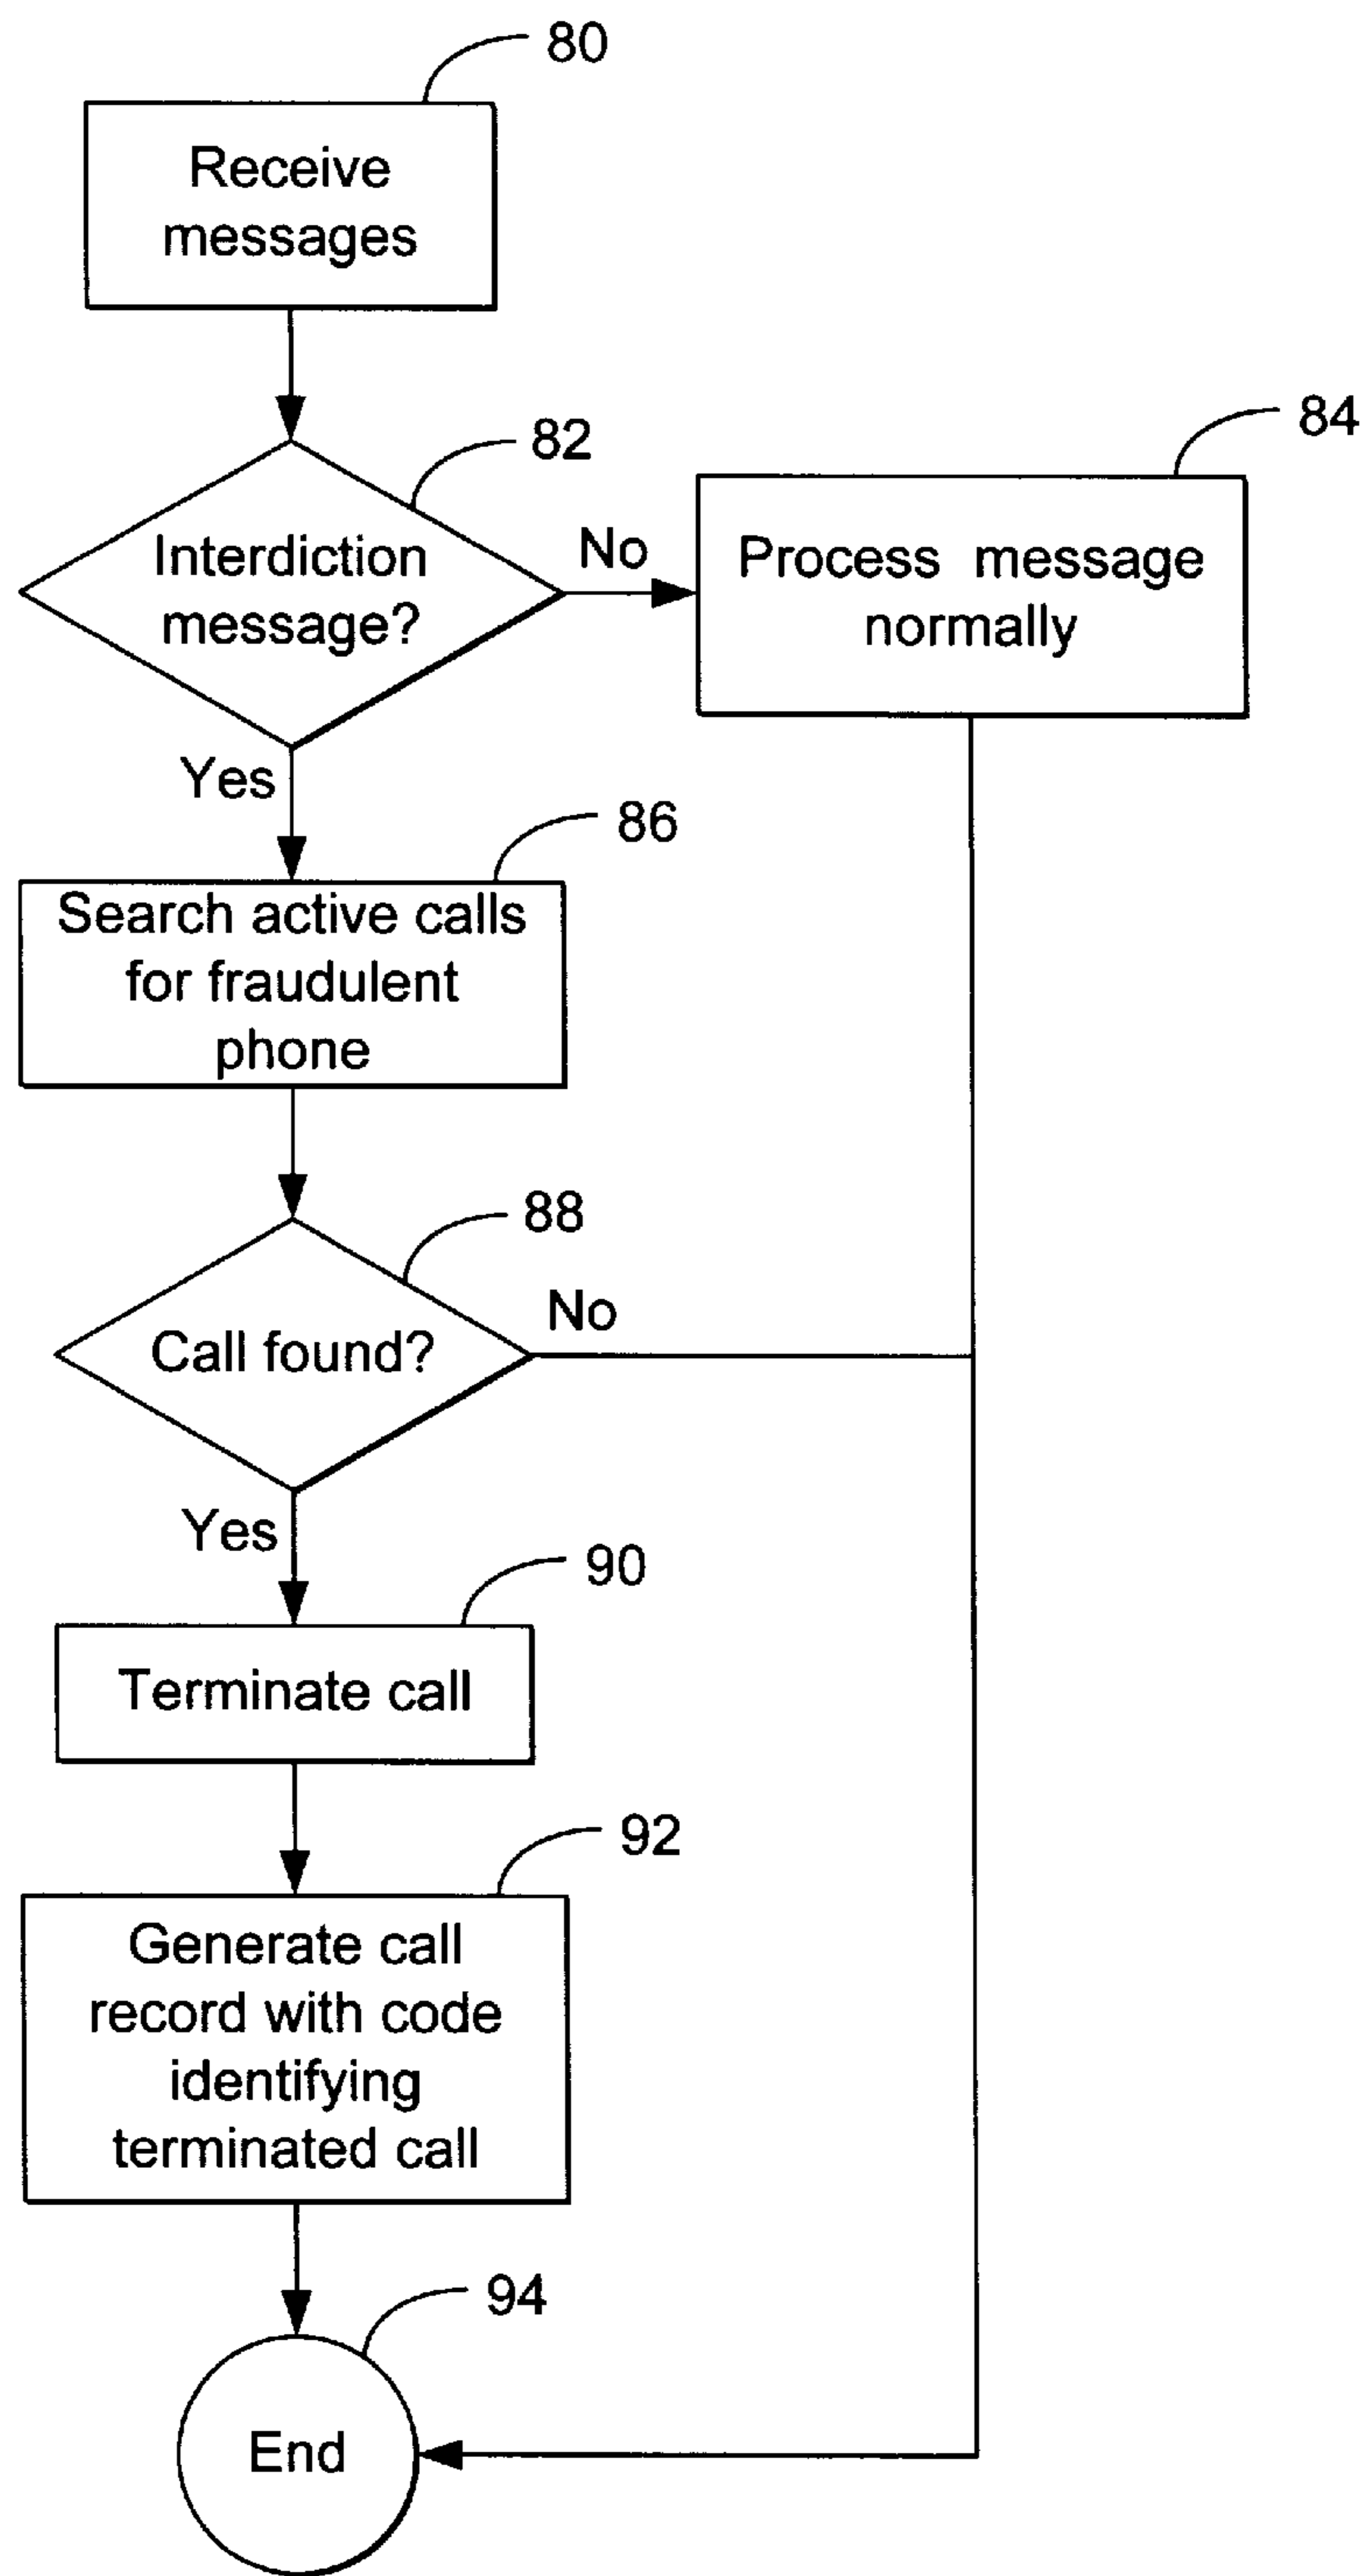 80
Receive
messages
82
84
Interdiction
message?
No
Process message
normally
Yes
86
Search active calls
for fraudulent
phone
88
Call found?
No
Yes
90
Terminate call
92
Generate call
record with code
identifying
terminated call
94
End